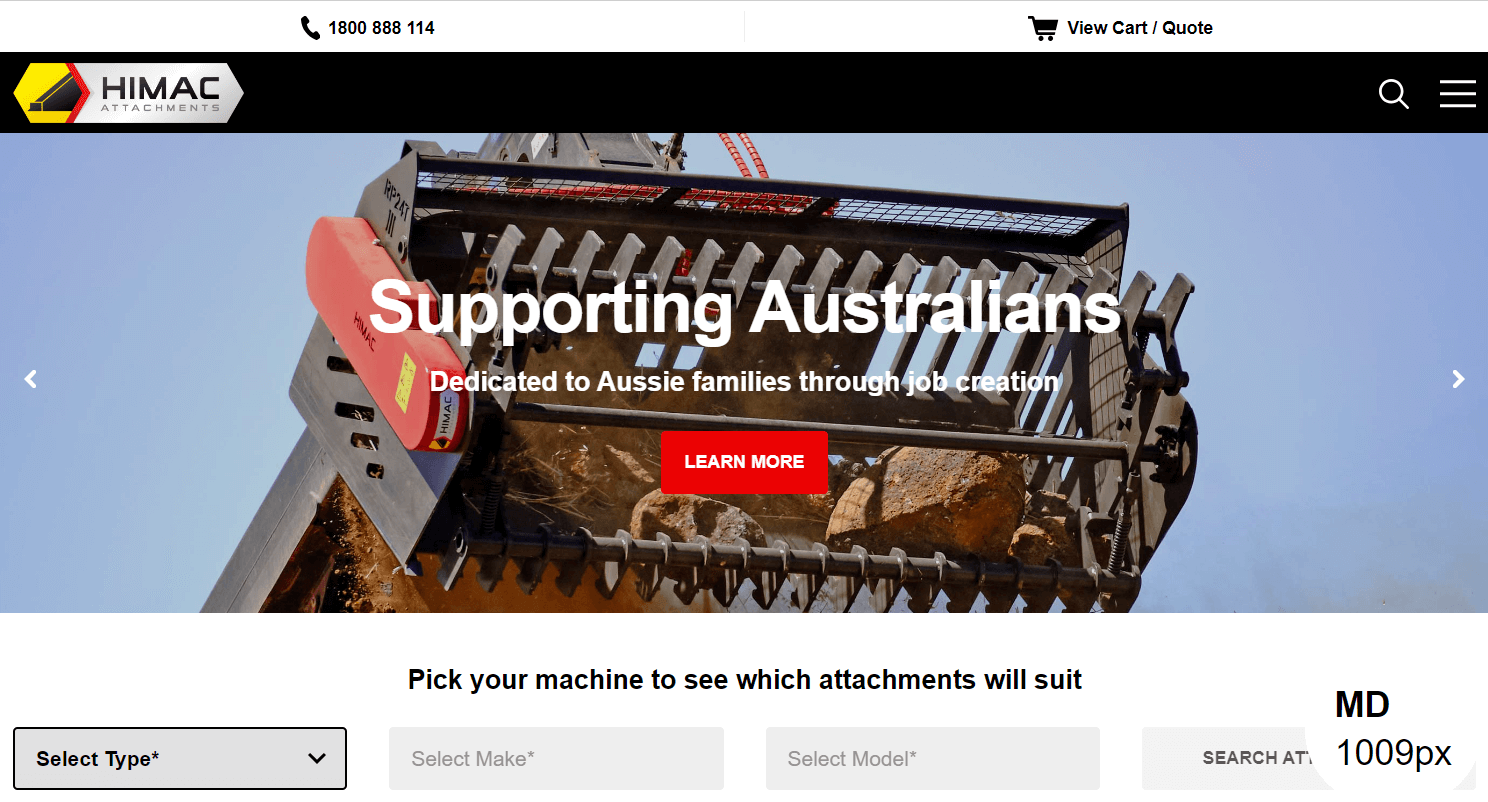 1800 888 114
View Cart / Quote
HIMAC
ATTACHMENTS
RP24T
HIMAC
HIMAC
Supporting Australians
Dedicated to Aussie families through job creation
LEARN MORE
Pick your machine to see which attachments will suit
Select Type*
Select Make*
Select Model*
SEARCH ATT
MD
1009px